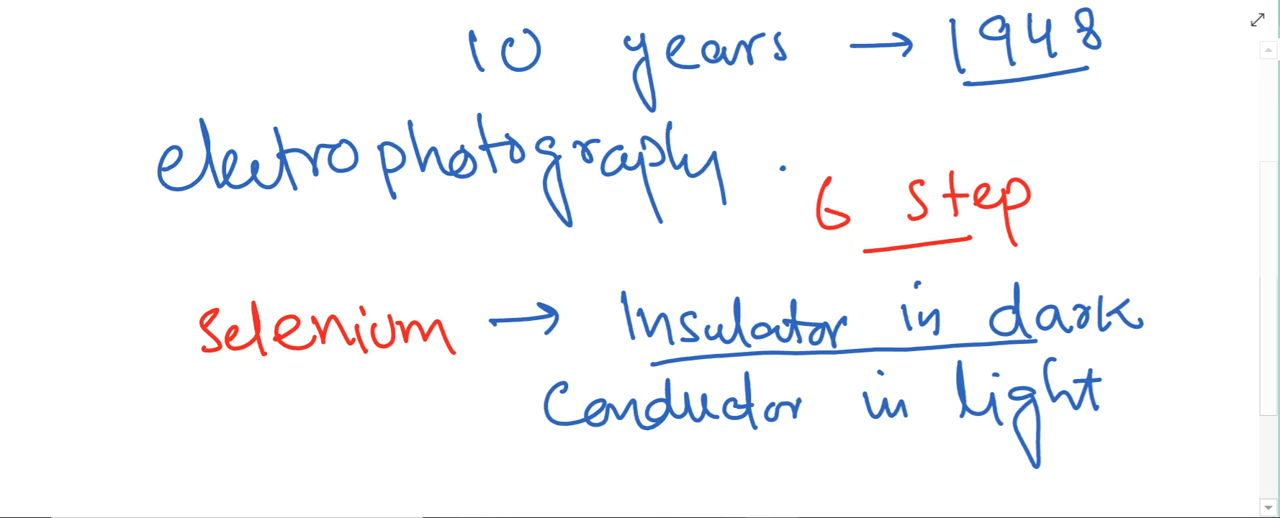 10 years → 1948
electrophotography.
6 step
selenium → Insulator in dark
Conductor in light